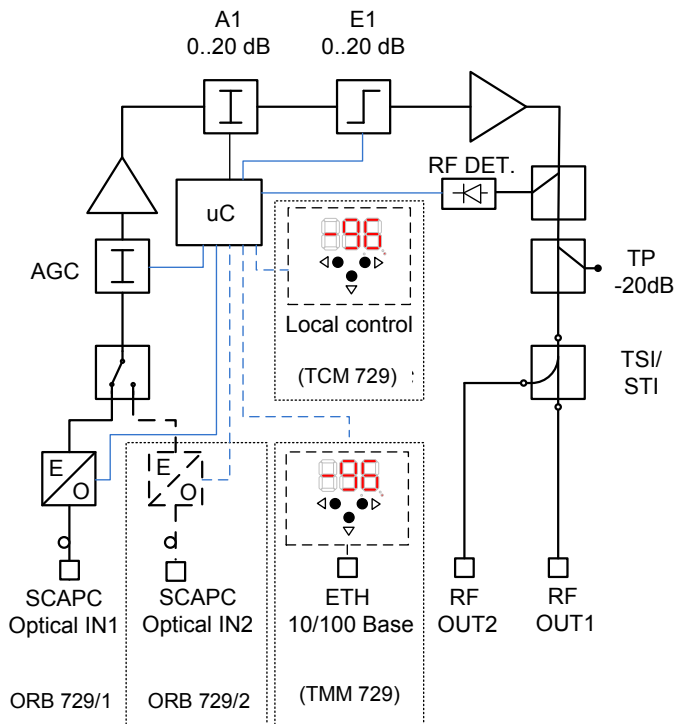 A1
0..20 dB
E1
0..20 dB
RF DET.
uC
-96
AGC
TP
-20dB
Local control
(TCM 729)
TSI/
STI
E
O
E
O
-96
SCAPC
Optical IN1
SCAPC
Optical IN2
ETH
10/100 Base
RF
OUT2
RF
OUT1
ORB 729/1
ORB 729/2
(TMM 729)